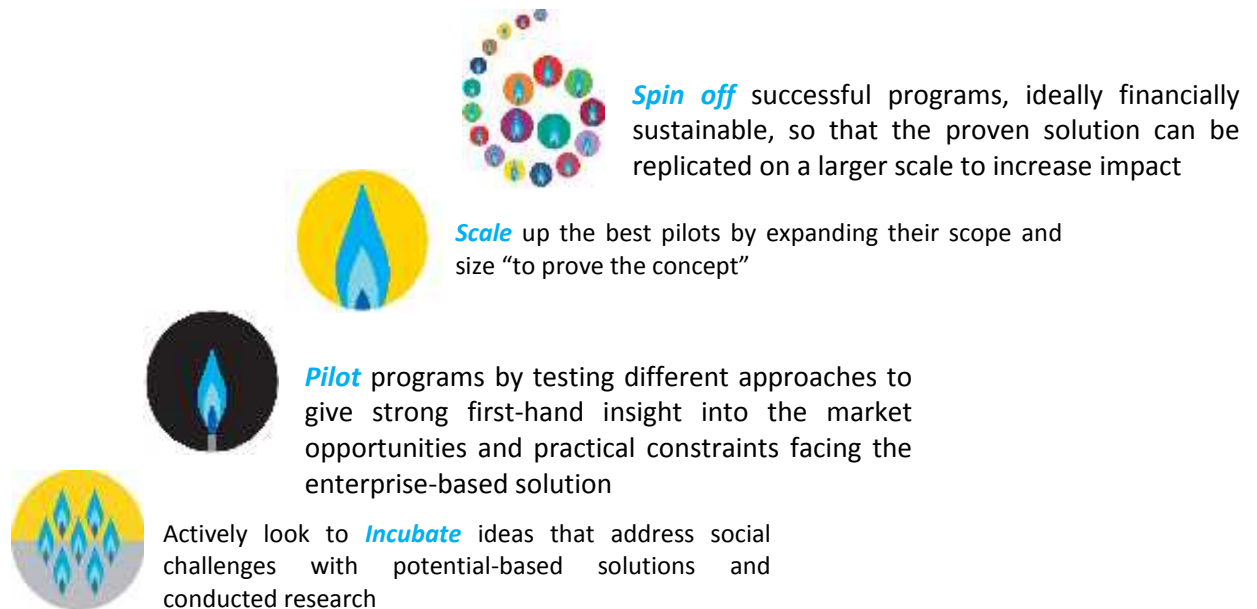 Spin off successful programs, ideally financially
sustainable, so that the proven solution can be
replicated on a larger scale to increase impact
Scale up the best pilots by expanding their scope and
size “to prove the concept”
Pilot programs by testing different approaches to
give strong first-hand insight into the market
opportunities and practical constraints facing the
enterprise-based solution
Actively look to Incubate ideas that address social
challenges with potential-based solutions and
conducted research